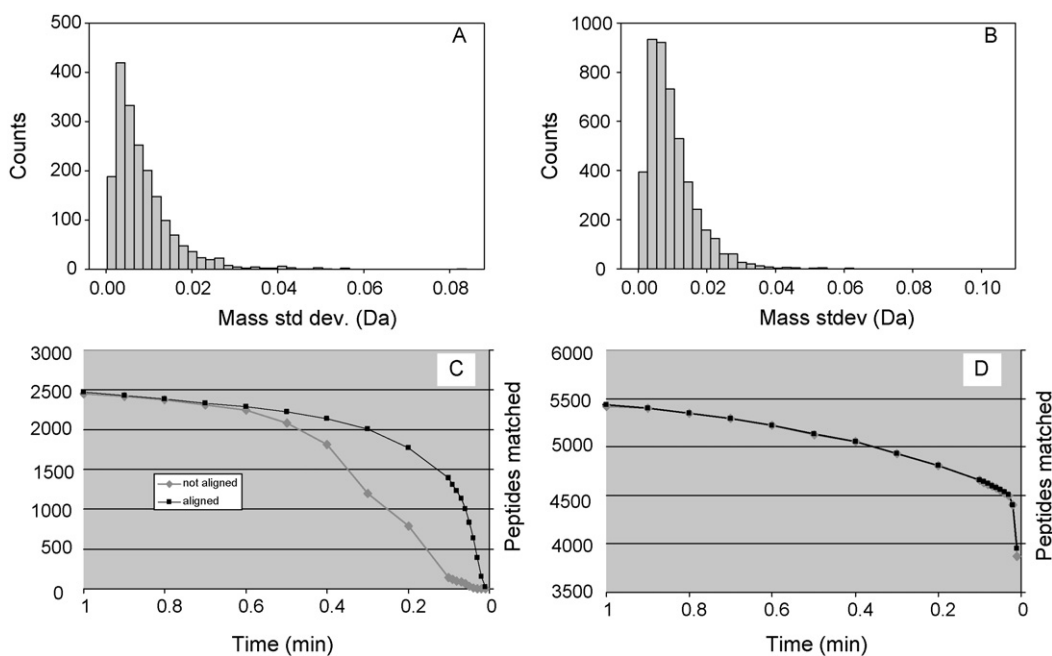 A
500
400
300
200
100
0
Counts
0.00 0.02 0.04 0.06 0.08
Mass std dev. (Da)
B
1000
800
600
400
200
0
Counts
0.00 0.02 0.04 0.06 0.08 0.10
Mass stdev (Da)
C
3000
2500
2000
1500
1000
500
0
not aligned
aligned
Peptides matched
1 0.8 0.6 0.4 0.2 0
Time (min)
D
6000
5500
5000
4500
4000
3500
Peptides matched
1 0.8 0.6 0.4 0.2 0
Time (min)